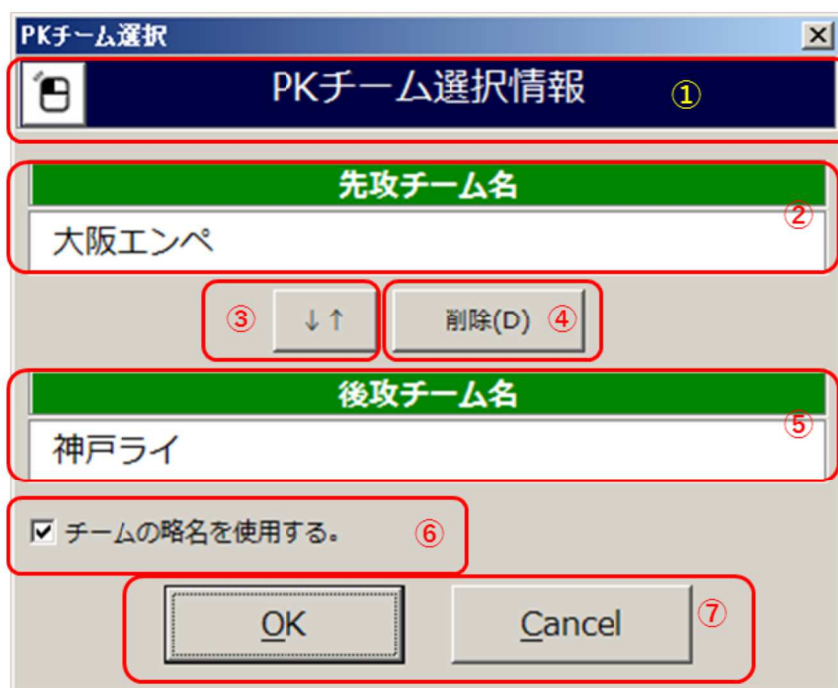 PKチーム選択
PKチーム選択情報 ①
先攻チーム名
②
大阪エンペ
③ ↓↑ 削除(D) ④
後攻チーム名
⑤
神戸ライ
チームの略名を使用する。 ⑥
OK Cancel ⑦